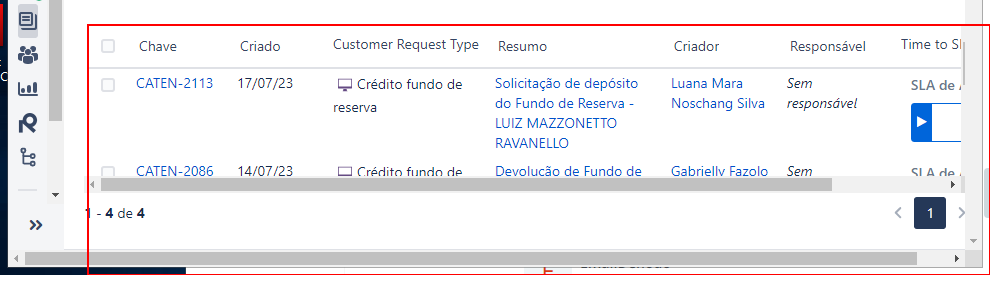 Chave Criado Customer Request Type Resumo Criador Responsável Time to
CATEN-2113 17/07/23 Crédito fundo de reserva Solicitação de depósito do Fundo de Reserva - LUIZ MAZZONETTO RAVANELLO Luana Mara Noschang Silva Sem responsável SLA de
CATEN-2086 14/07/23 Crédito fundo de Devolução de Fundo de Gabrielly Fazolo Sem SLA de
1 - 4 de 4
1